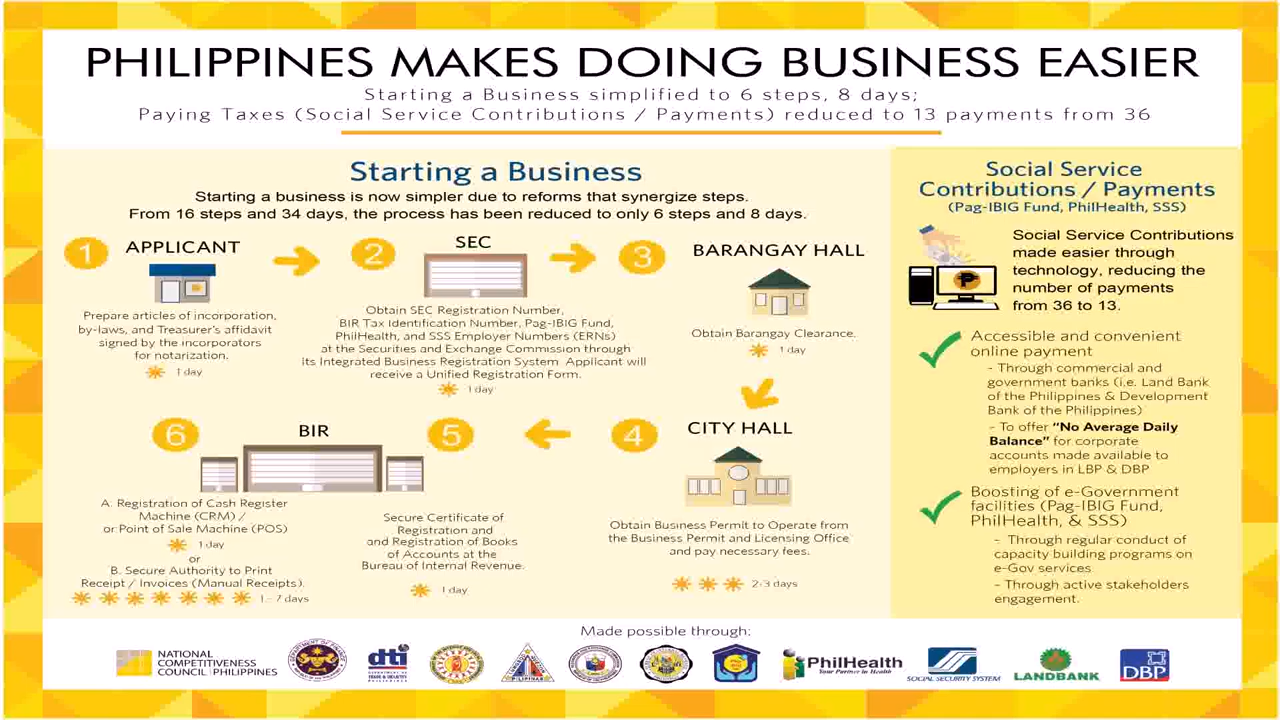 PHILIPPINES MAKES DOING BUSINESS EASIER
Starting a Business simplified to 6 steps, 8 days;
Paying Taxes (Social Service Contributions / Payments) reduced to 13 payments from 36
Starting a Business
Starting a business is now simpler due to reforms that synergize steps.
From 16 steps and 34 days, the process has been reduced to only 6 steps and 8 days.
1
APPLICANT
Prepare articles of incorporation,
by-laws, and Treasurer's affidavit
signed by the incorporators
for notarization.
1 day
2
SEC
Obtain SEC Registration Number,
BIR Tax Identification Number, Pag-IBIG Fund,
PhilHealth, and SSS Employer Numbers (ERNs)
at the Securities and Exchange Commission through
its Integrated Business Registration System. Applicant will
receive a Unified Registration Form.
1 day
3
BARANGAY HALL
Obtain Barangay Clearance.
1 day
4
CITY HALL
Obtain Business Permit to Operate from
the Business Permit and Licensing Office
and pay necessary fees.
2-3 days
5
BIR
Secure Certificate of
Registration and
and Registration of Books
of Accounts at the
Bureau of Internal Revenue.
1 day
6
A. Registration of Cash Register
Machine (CRM) /
or Point of Sale Machine (POS)
1 day
or
B. Secure Authority to Print
Receipt / Invoices (Manual Receipts).
1 - 7 days
Social Service
Contributions / Payments
(Pag-IBIG Fund, PhilHealth, SSS)
Social Service Contributions
made easier through
technology, reducing the
number of payments
from 36 to 13.
Accessible and convenient
online payment
- Through commercial and
government banks (i.e. Land Bank
of the Philippines & Development
Bank of the Philippines)
- To offer "No Average Daily
Balance" for corporate
accounts made available to
employers in LBP & DBP
Boosting of e-Government
facilities (Pag-IBIG Fund,
PhilHealth, & SSS)
- Through regular conduct of
capacity building programs on
e-Gov services
- Through active stakeholders
engagement.
Made possible through:
NATIONAL
COMPETITIVENESS
COUNCIL PHILIPPINES
dti
DEPARTMENT OF
TRADE & INDUSTRY
PHILIPPINES
PILIPINAS
PhilHealth
Your Partner in Health
SOCIAL SECURITY SYSTEM
LANDBANK
DBP